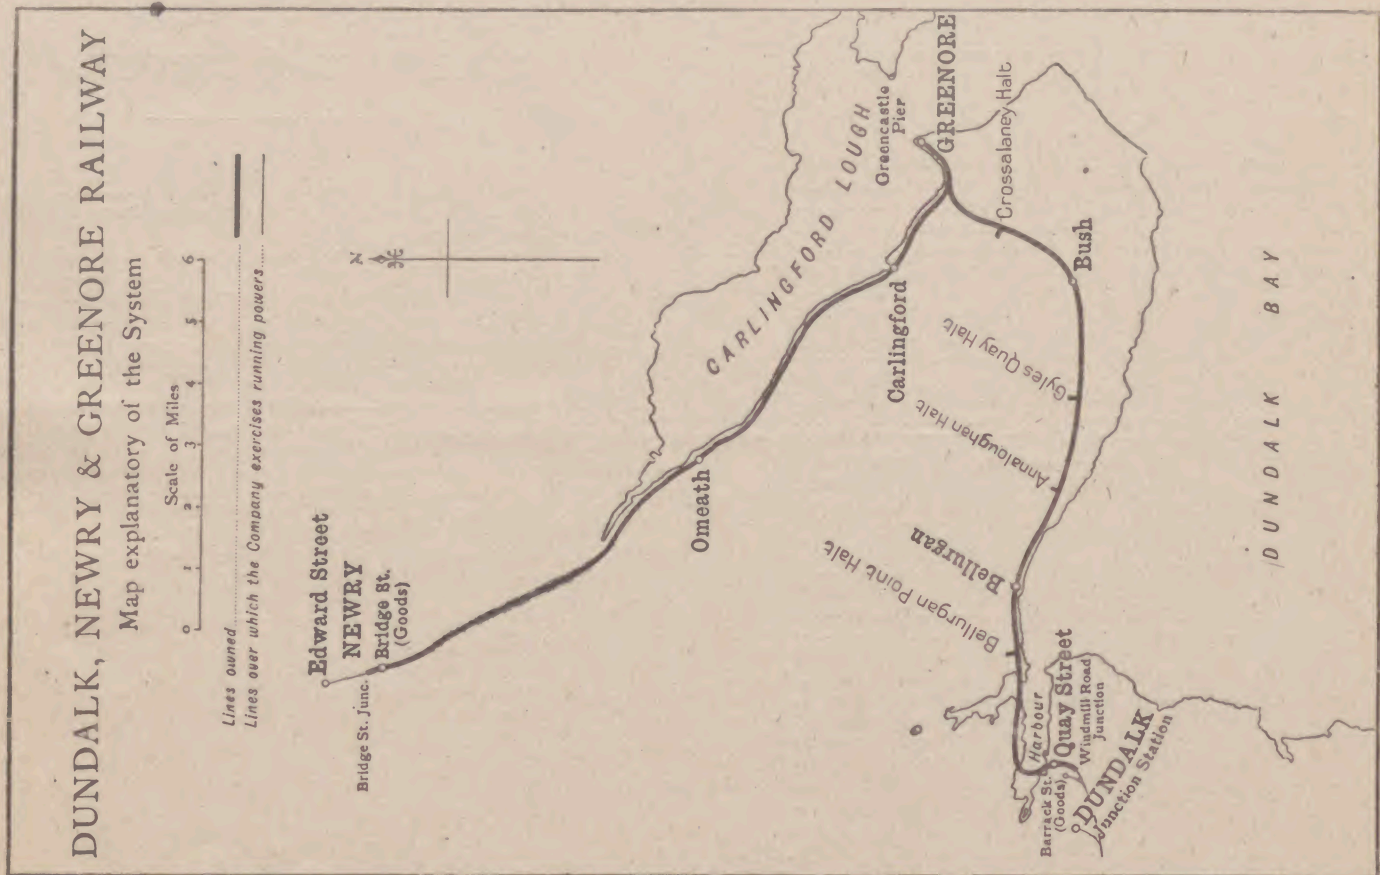 DUNDALK, NEWRY & GREENORE RAILWAY
Map explanatory of the System
Scale of Miles
0 1 2 3 4 5 6
Lines owned
Lines over which the Company exercises running powers
N
Edward Street
NEWRY
Bridge St. Junc.
Bridge St.
(Goods)
Omeath
CARLINGFORD LOUGH
Carlingford
Greencastle
Pier
GREENORE
Crossalaney Halt
Bush
Gyles Quay Halt
Annaloughan Halt
Bellurgan
Bellurgan Point Halt
Harbour
Quay Street
Barrack St.
(Goods)
Windmill Road
Junction
DUNDALK
Junction Station
DUNDALK BAY